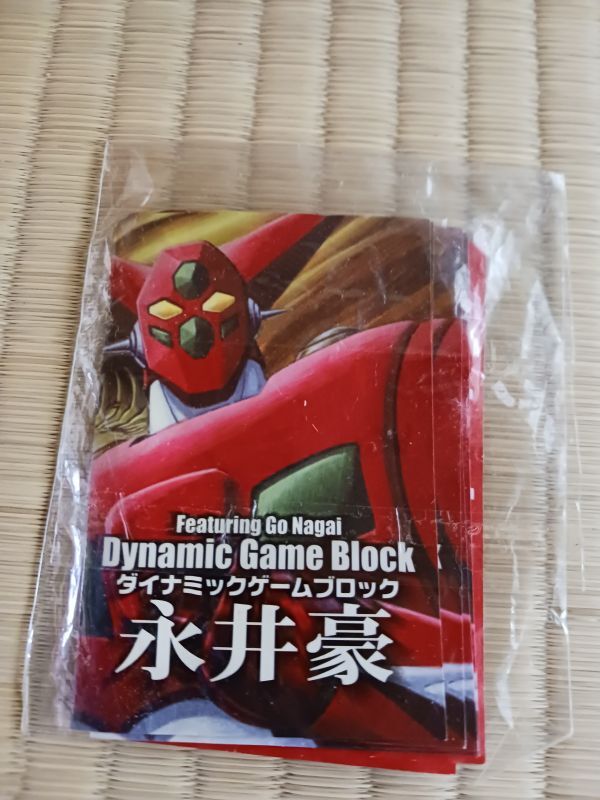 Featuring Go Nagai
Dynamic Game Block
ダイナミックゲームブロック
永井豪